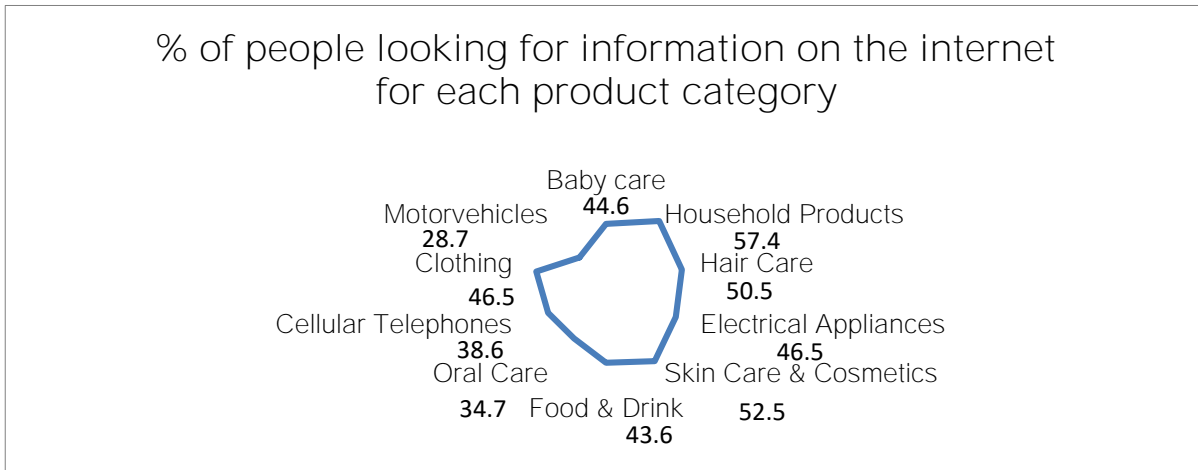 % of people looking for information on the internet
for each product category
Baby care
44.6
Motorvehicles
28.7
Household Products
57.4
Clothing
46.5
Hair Care
50.5
Cellular Telephones
38.6
Electrical Appliances
46.5
Oral Care
34.7
Skin Care & Cosmetics
52.5
Food & Drink
43.6